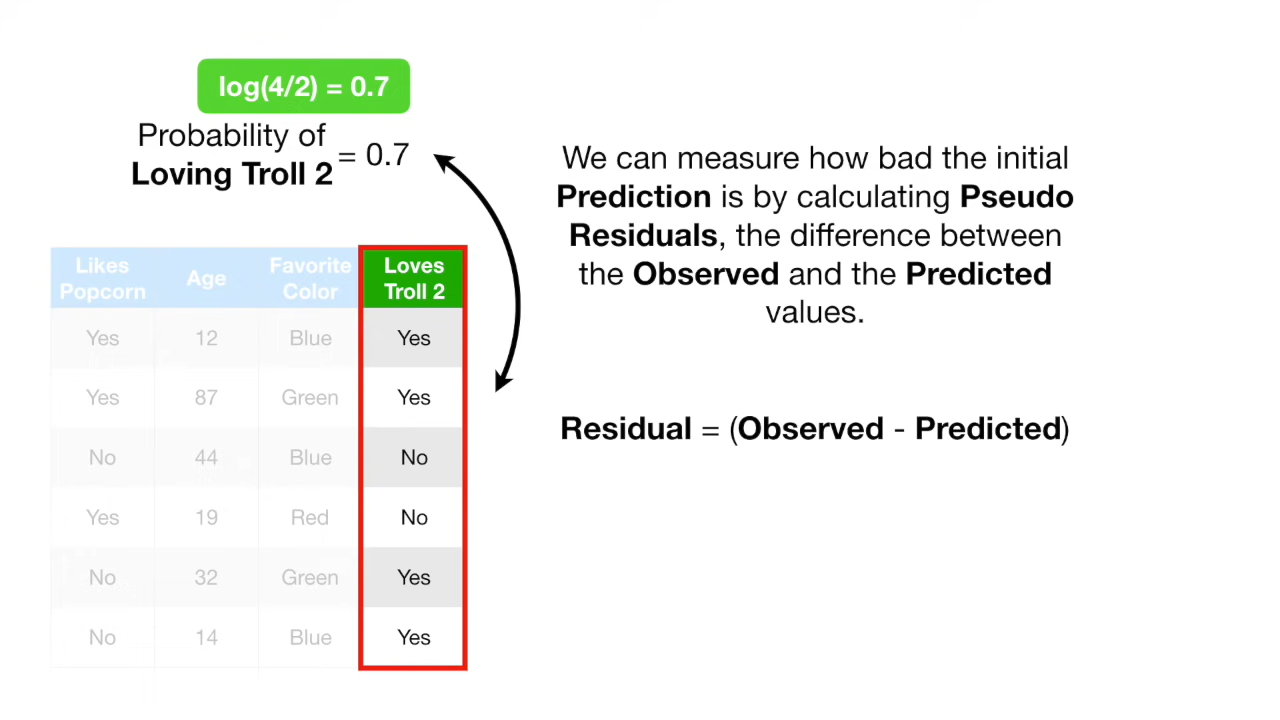 log(4/2) = 0.7
Probability of
Loving Troll 2 = 0.7
We can measure how bad the initial
Prediction is by calculating Pseudo
Residuals, the difference between
the Observed and the Predicted
values.
Residual = (Observed - Predicted)
Likes Popcorn Age Favorite Color Loves Troll 2
Yes 12 Blue Yes
Yes 87 Green Yes
No 44 Blue No
Yes 19 Red No
No 32 Green Yes
No 14 Blue Yes